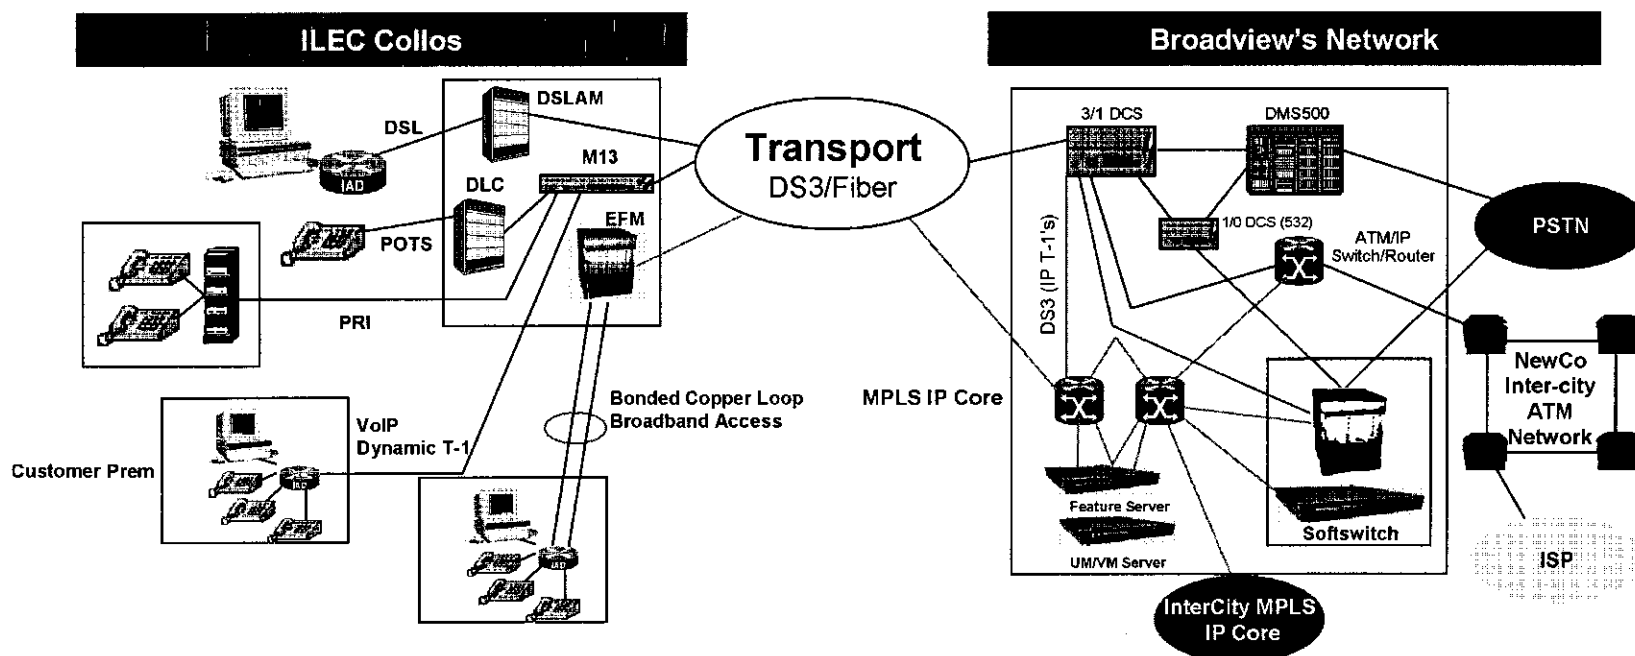 ILEC Collos
Broadview's Network
DSLAM
DSL
IAD
M13
DLC
EFM
POTS
PRI
Transport
DS3/Fiber
3/1 DCS
DMS500
1/0 DCS (532)
ATM/IP
Switch/Router
DS3 (IP T-1's)
PSTN
MPLS IP Core
NewCo
Inter-city
ATM
Network
Bonded Copper Loop
Broadband Access
VoIP
Dynamic T-1
Customer Prem
IAD
IAD
Feature Server
UM/VM Server
Softswitch
ISP
InterCity MPLS
IP Core